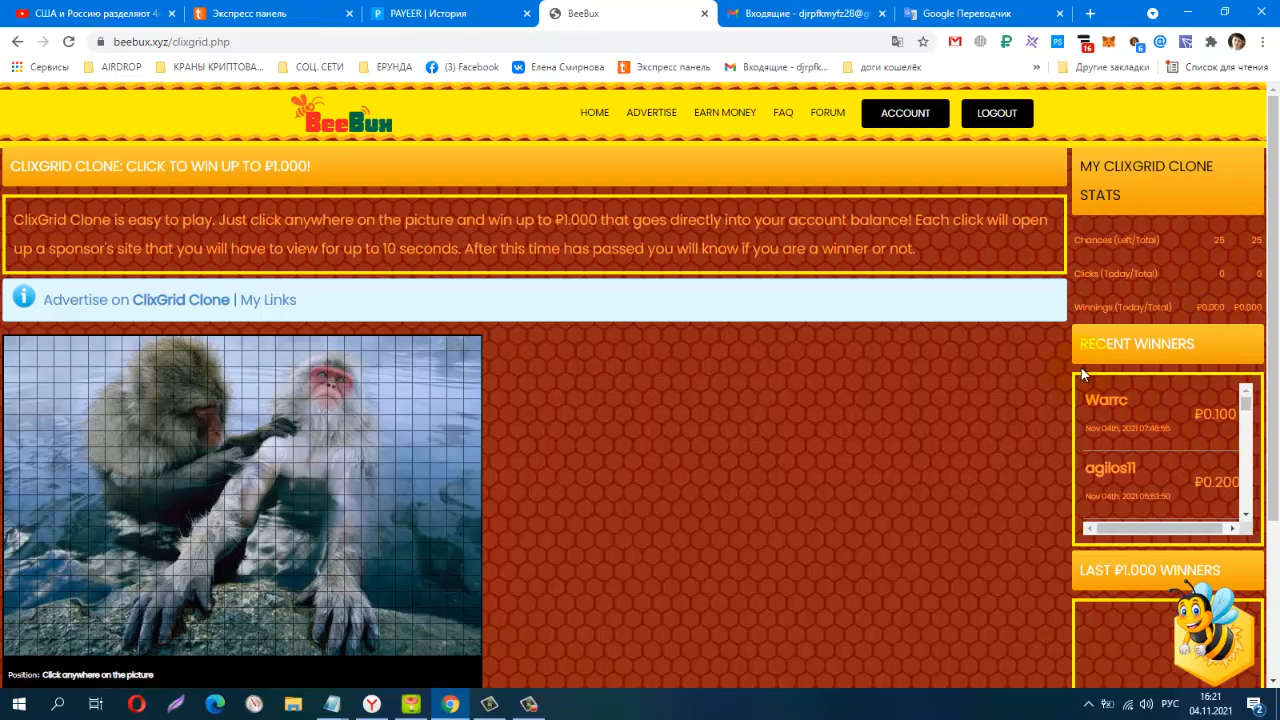 США и Россию разделяют 4
Экспресс панель
PAYEER | История
BeeBux
Входящие - djrpfkmyfz28@g
Google Переводчик
beebux.xyz/clixgrid.php
16
6
Сервисы
AIRDROP
КРАНЫ КРИПТОВА...
СОЦ. СЕТИ
ЕРУНДА
(3) Facebook
Елена Смирнова
Экспресс панель
Входящие - djrpfk...
доги кошелёк
»
Другие закладки
Список для чтения
BeeBux
HOME
ADVERTISE
EARN MONEY
FAQ
FORUM
ACCOUNT
LOGOUT
CLIXGRID CLONE: CLICK TO WIN UP TO ₽1.000!
ClixGrid Clone is easy to play. Just click anywhere on the picture and win up to ₽1.000 that goes directly into your account balance! Each click will open
up a sponsor's site that you will have to view for up to 10 seconds. After this time has passed you will know if you are a winner or not.
Advertise on ClixGrid Clone | My Links
Position: Click anywhere on the picture
MY CLIXGRID CLONE
STATS
Chances (Left/Total) 25 25
Clicks (Today/Total) 0 0
Winnings (Today/Total) ₽0,000 ₽0,000
RECENT WINNERS
Warrc
₽0.100
Nov 04th, 2021 07:46:55
agilos11
₽0.200
Nov 04th, 2021 05:53:50
LAST ₽1.000 WINNERS
РУС
16:21
04.11.2021
2